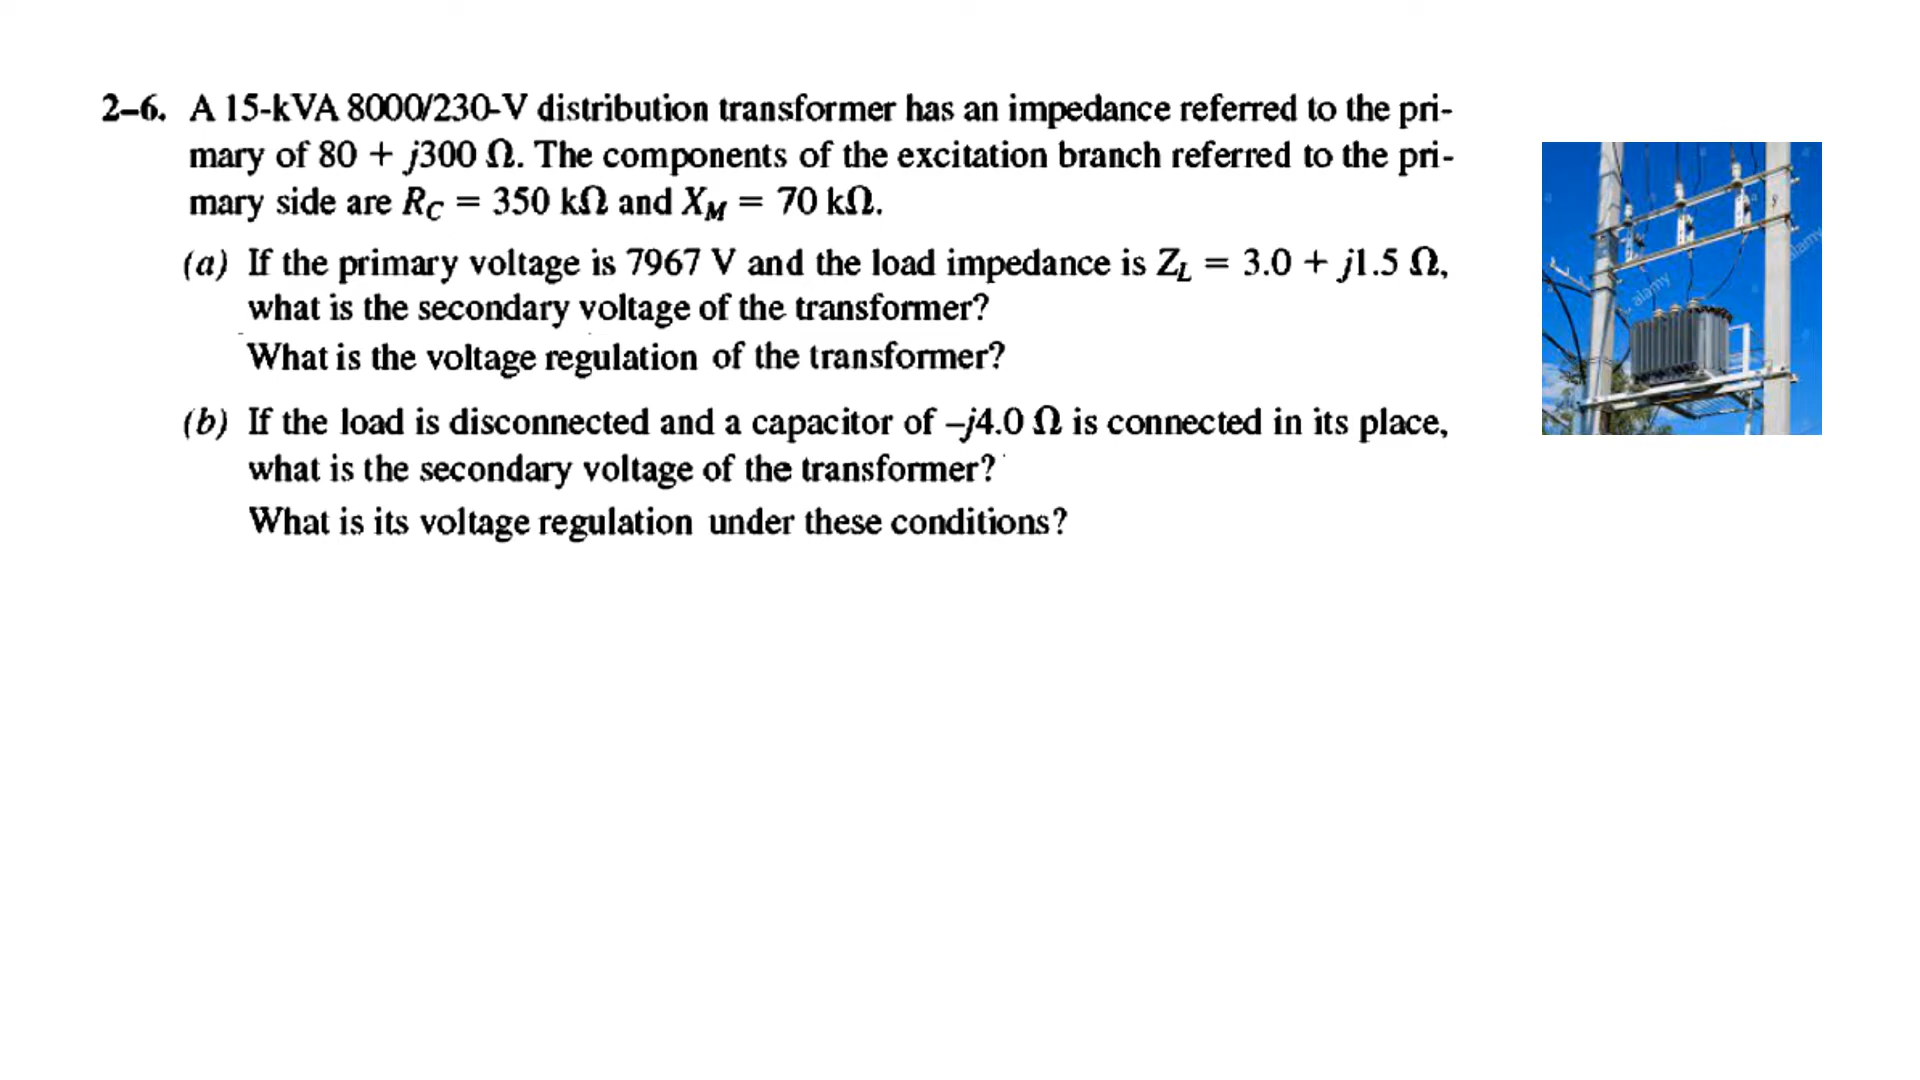 2–6. A 15-kVA 8000/230-V distribution transformer has an impedance referred to the pri-
mary of 80 + j300 Ω. The components of the excitation branch referred to the pri-
mary side are R_C = 350 kΩ and X_M = 70 kΩ.
(a) If the primary voltage is 7967 V and the load impedance is Z_L = 3.0 + j1.5 Ω,
what is the secondary voltage of the transformer?
What is the voltage regulation of the transformer?
(b) If the load is disconnected and a capacitor of –j4.0 Ω is connected in its place,
what is the secondary voltage of the transformer?
What is its voltage regulation under these conditions?
alamy
alamy